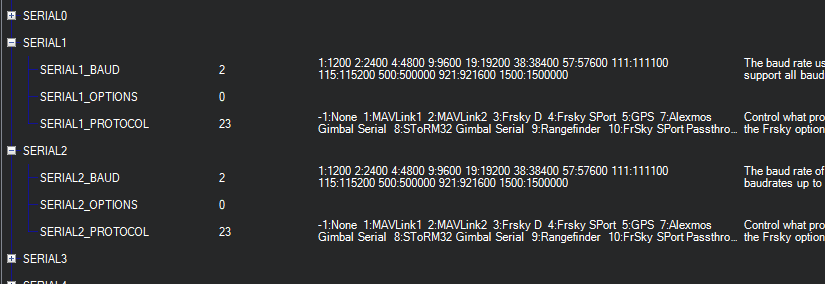 SERIAL0
SERIAL1
SERIAL1_BAUD 2 1:1200 2:2400 4:4800 9:9600 19:19200 38:38400 57:57600 111:111100 The baud rate us
115:115200 500:500000 921:921600 1500:1500000 support all baud
SERIAL1_OPTIONS 0
SERIAL1_PROTOCOL 23 -1:None 1:MAVLink1 2:MAVLink2 3:Frsky D 4:Frsky SPort 5:GPS 7:Alexmos Control what pro
Gimbal Serial 8:SToRM32 Gimbal Serial 9:Rangefinder 10:FrSky SPort Passthro... the Frsky option
SERIAL2
SERIAL2_BAUD 2 1:1200 2:2400 4:4800 9:9600 19:19200 38:38400 57:57600 111:111100 The baud rate of
115:115200 500:500000 921:921600 1500:1500000 baudrates up to
SERIAL2_OPTIONS 0
SERIAL2_PROTOCOL 23 -1:None 1:MAVLink1 2:MAVLink2 3:Frsky D 4:Frsky SPort 5:GPS 7:Alexmos Control what pro
Gimbal Serial 8:SToRM32 Gimbal Serial 9:Rangefinder 10:FrSky SPort Passthro... the Frsky option
SERIAL3